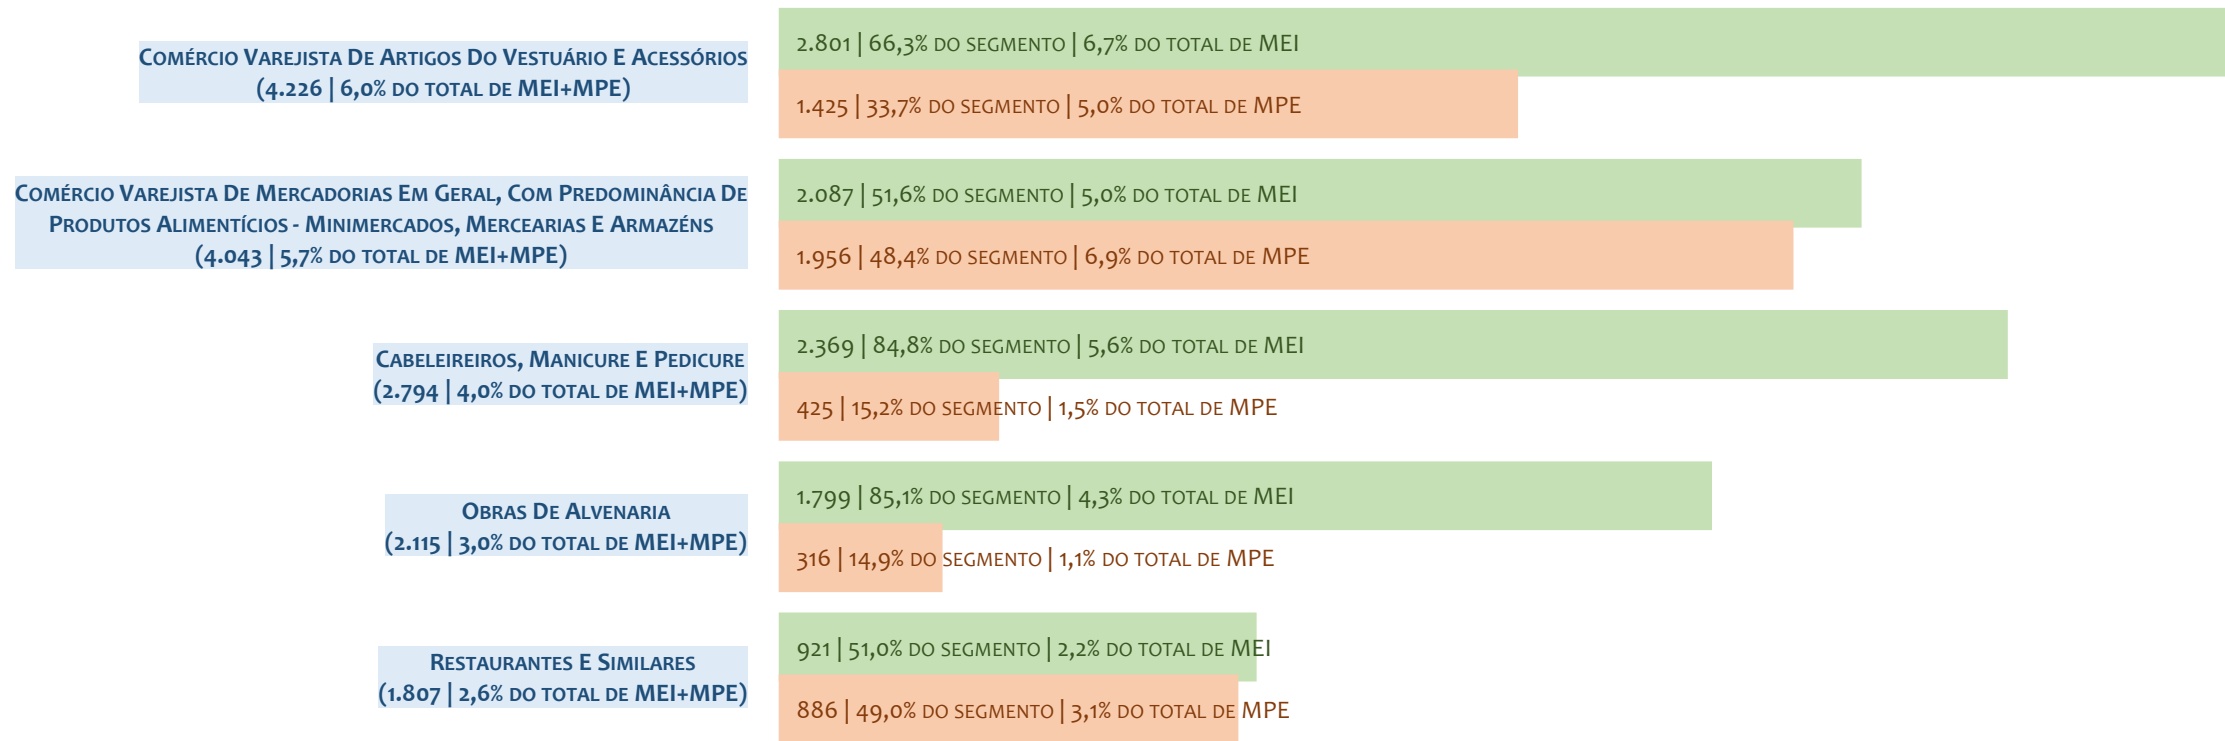 Comércio Varejista De Artigos Do Vestuário E Acessórios
(4.226 | 6,0% do total de MEI+MPE)
2.801 | 66,3% do segmento | 6,7% do total de MEI
1.425 | 33,7% do segmento | 5,0% do total de MPE
Comércio Varejista De Mercadorias Em Geral, Com Predominância De
Produtos Alimentícios - Minimercados, Mercearias E Armazéns
(4.043 | 5,7% do total de MEI+MPE)
2.087 | 51,6% do segmento | 5,0% do total de MEI
1.956 | 48,4% do segmento | 6,9% do total de MPE
Cabeleireiros, Manicure E Pedicure
(2.794 | 4,0% do total de MEI+MPE)
2.369 | 84,8% do segmento | 5,6% do total de MEI
425 | 15,2% do segmento | 1,5% do total de MPE
Obras De Alvenaria
(2.115 | 3,0% do total de MEI+MPE)
1.799 | 85,1% do segmento | 4,3% do total de MEI
316 | 14,9% do segmento | 1,1% do total de MPE
Restaurantes E Similares
(1.807 | 2,6% do total de MEI+MPE)
921 | 51,0% do segmento | 2,2% do total de MEI
886 | 49,0% do segmento | 3,1% do total de MPE